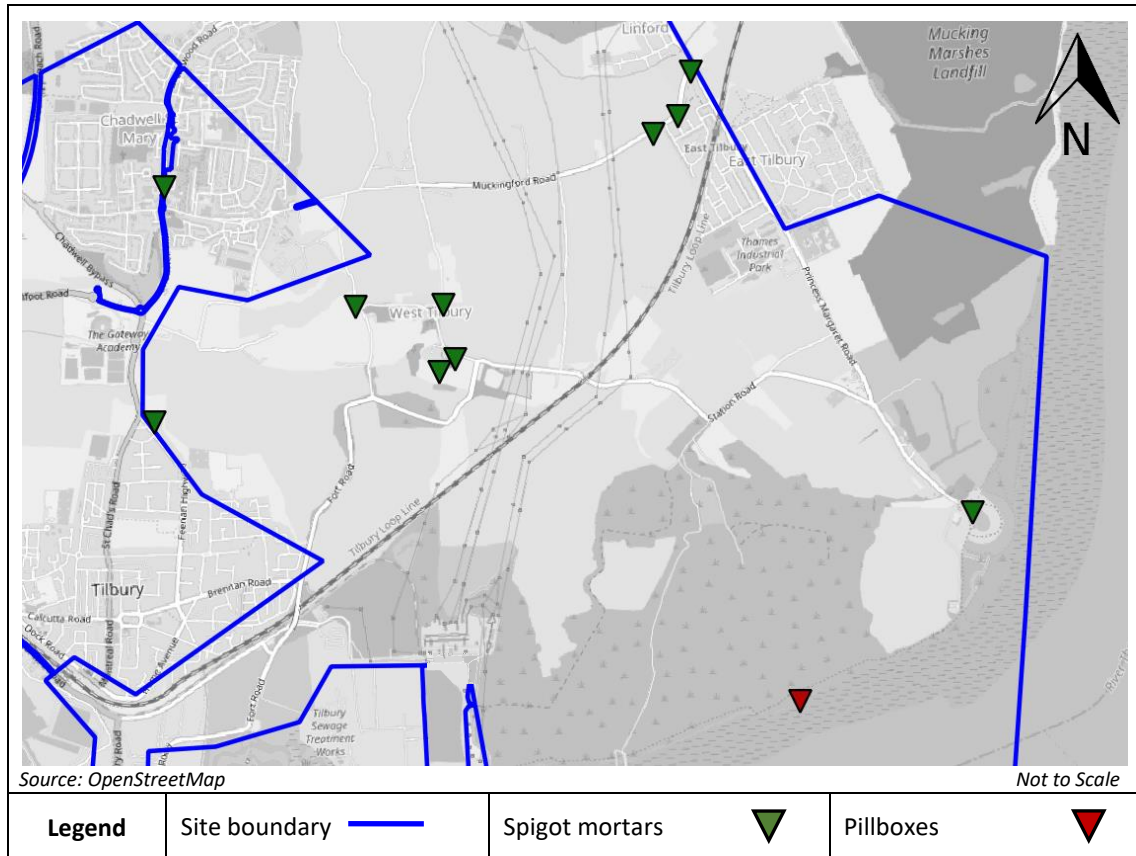 Linford
Mucking
Marshes
Landfill
N
Wood Road
Chadwell St
Mary
East Tilbury
East Tilbury
Muckingford Road
Tilbury Loop Line
Thames
Industrial
Park
Chadwell Bypass
Princess Margaret Road
West Tilbury
The Gateway
Academy
Station Road
Fort Road
St Chad's Road
Tilbury Loop Line
Tilbury
Brennan Road
Calcutta Road
Dock Road
Montreal Road
Fort Road
Tilbury
Sewage
Treatment
Works
Source: OpenStreetMap
Not to Scale
Legend
Site boundary
Spigot mortars
Pillboxes